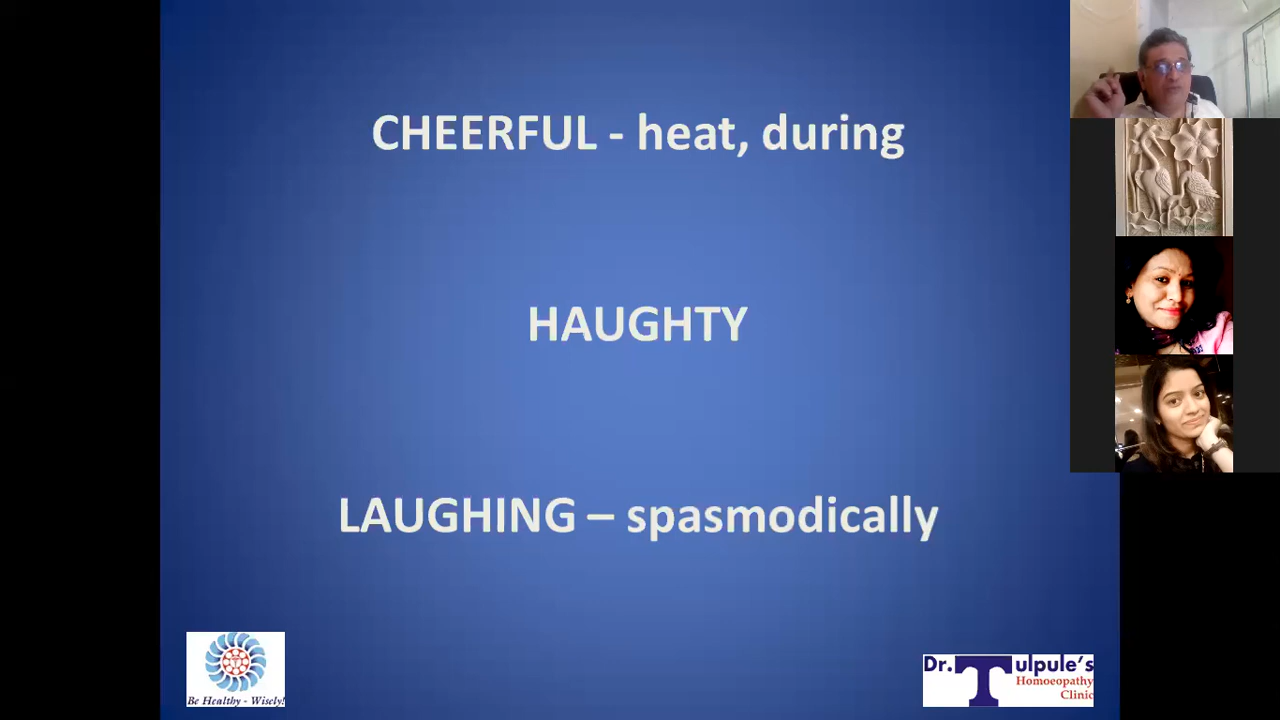 CHEERFUL - heat, during
HAUGHTY
LAUGHING – spasmodically
Be Healthy - Wisely!
Dr. Tulpule's
Homoeopathy
Clinic